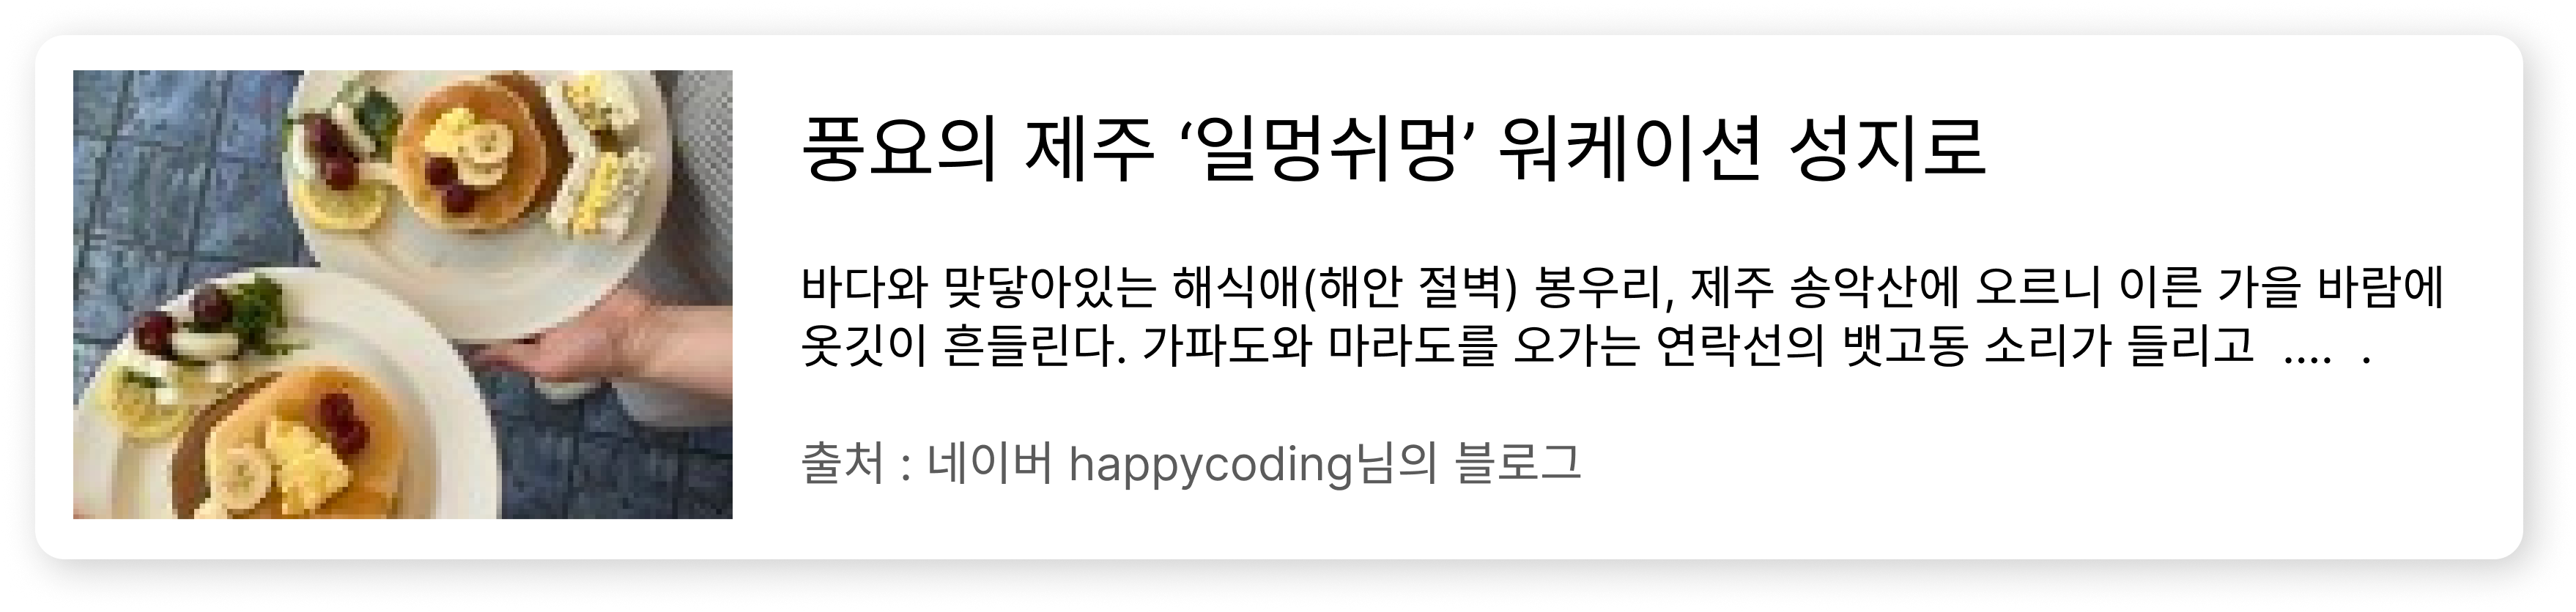 풍요의 제주 ‘일멍쉬멍’ 워케이션 성지로
바다와 맞닿아있는 해식애(해안 절벽) 봉우리, 제주 송악산에 오르니 이른 가을 바람에
옷깃이 흔들린다. 가파도와 마라도를 오가는 연락선의 뱃고동 소리가 들리고 .... .
출처 : 네이버 happycoding님의 블로그